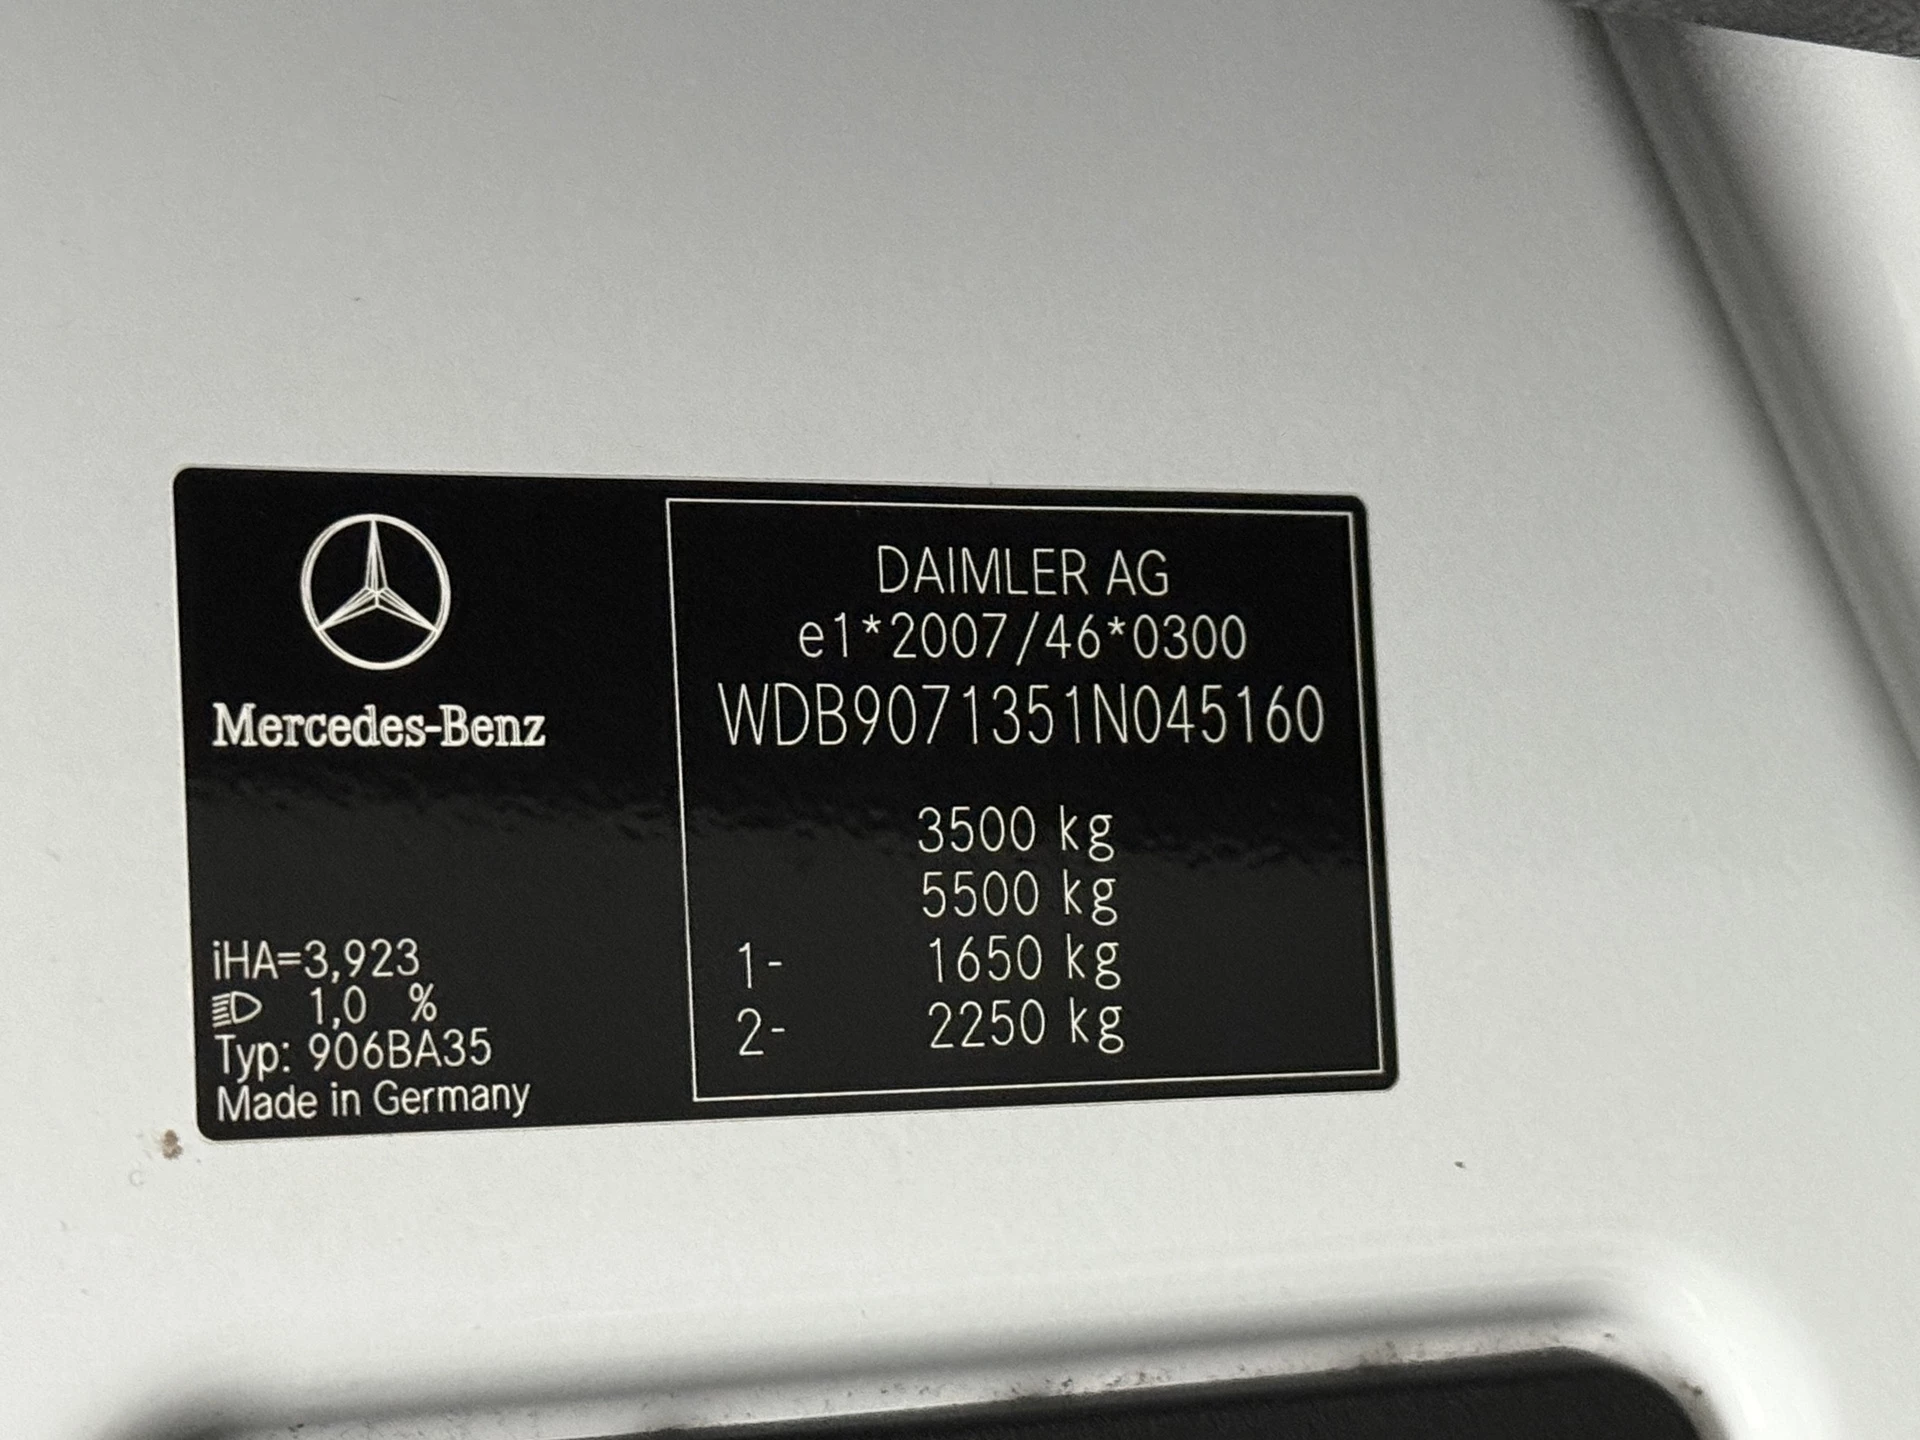 Mercedes-Benz
DAIMLER AG
e1*2007/46*0300
WDB9071351N045160
3500 kg
5500 kg
1- 1650 kg
2- 2250 kg
iHA=3,923
1,0 %
Typ: 906BA35
Made in Germany